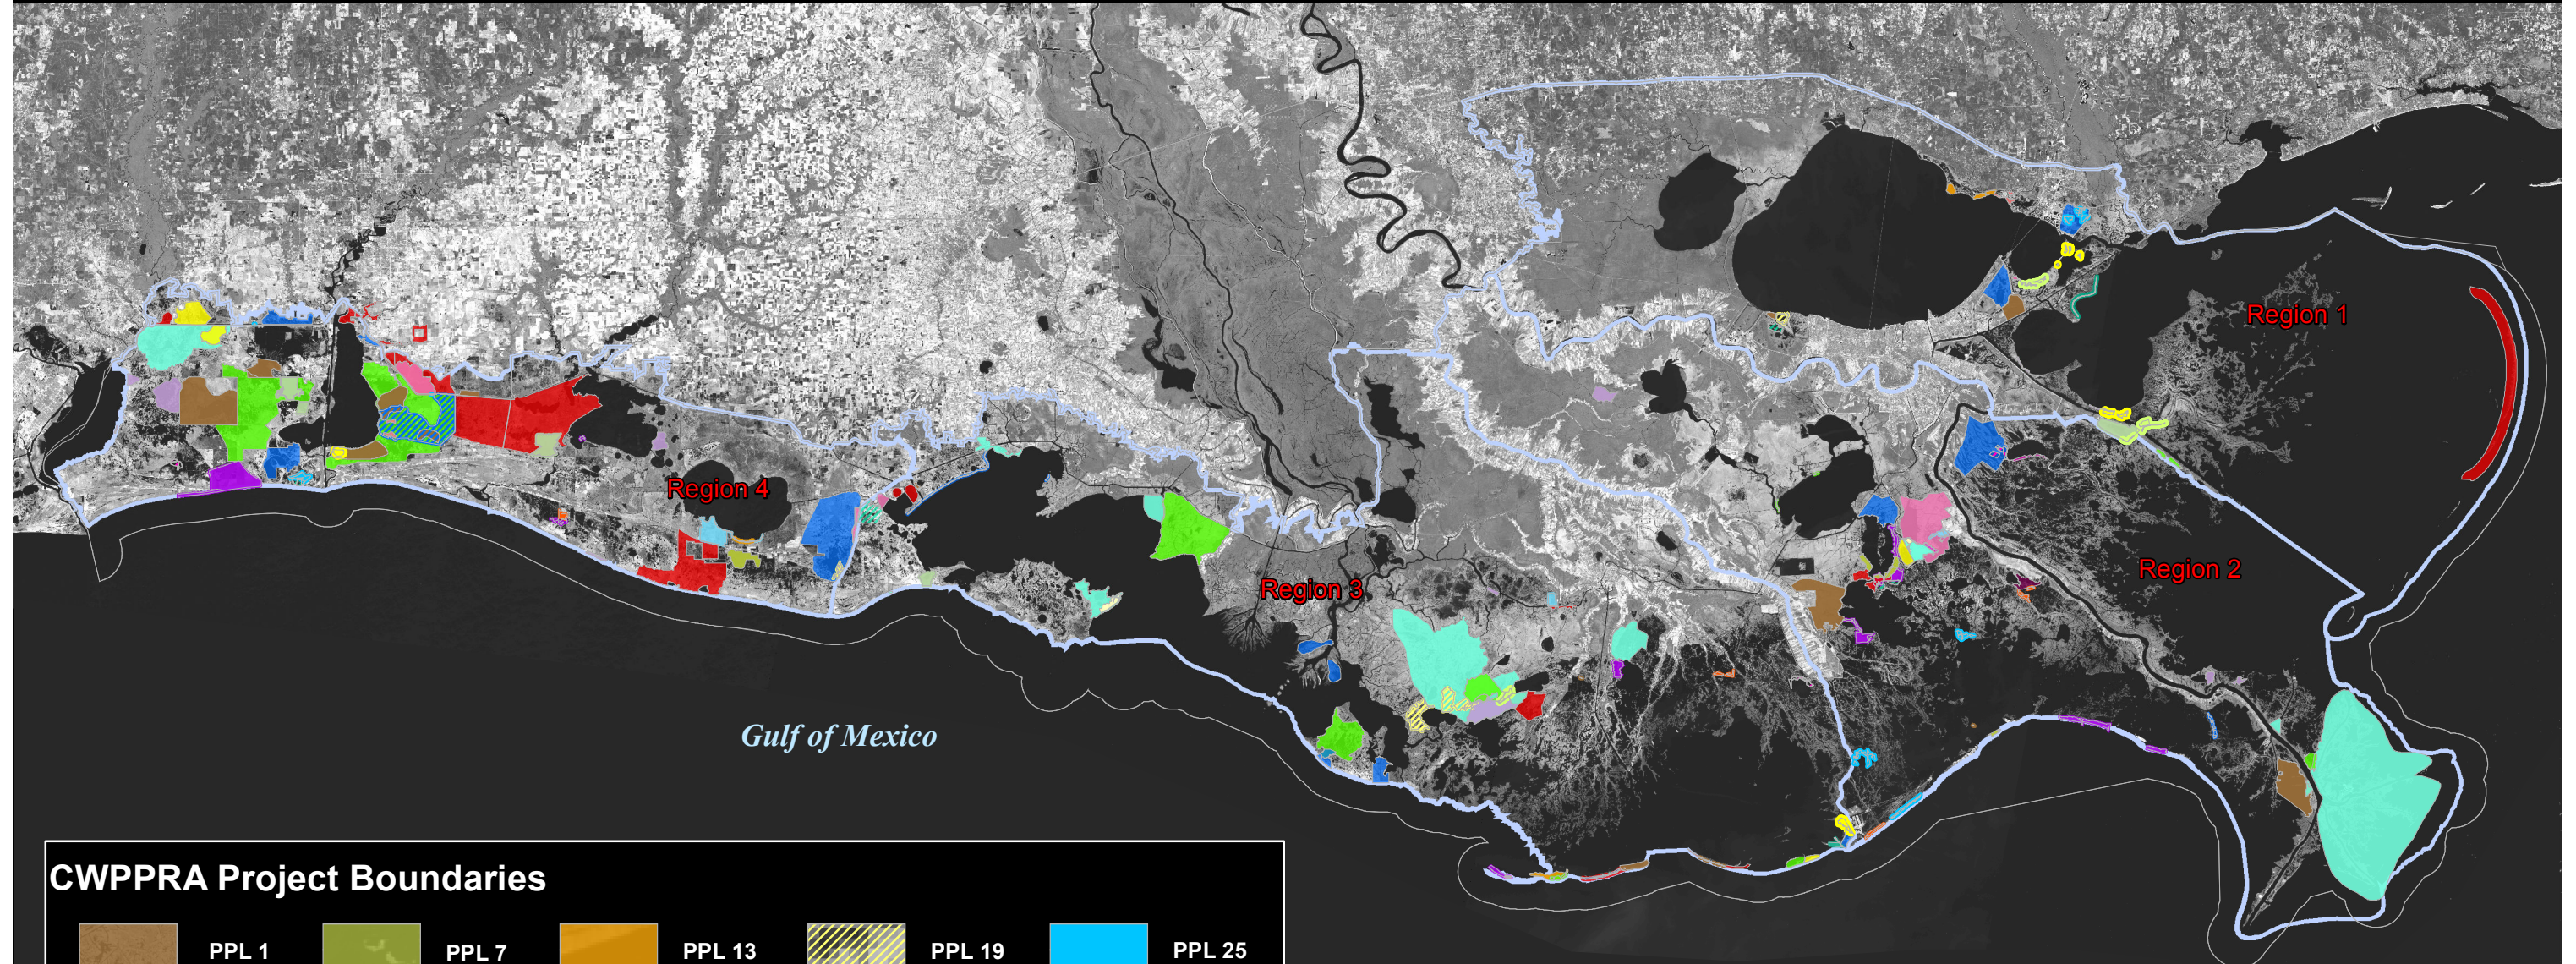 Region 1
Region 4
Region 2
Region 3
Gulf of Mexico
CWPPRA Project Boundaries
PPL 1
PPL 7
PPL 13
PPL 19
PPL 25